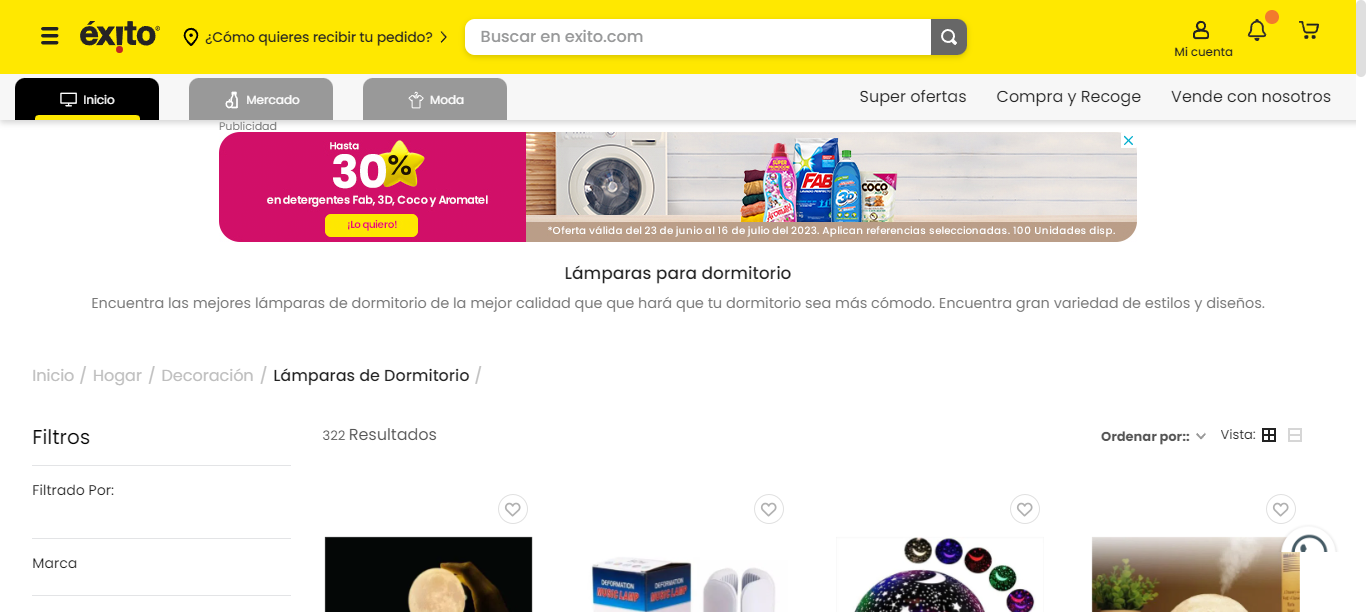 éxito
¿Cómo quieres recibir tu pedido?
Buscar en exito.com
Mi cuenta
Inicio
Mercado
Moda
Super ofertas
Compra y Recoge
Vende con nosotros
Publicidad
Hasta
30%
en detergentes Fab, 3D, Coco y Aromatel
¡Lo quiero!
AROMATEL
FAB
3D
COCO
*Oferta válida del 23 de junio al 16 de julio del 2023. Aplican referencias seleccionadas. 100 Unidades disp.
Lámparas para dormitorio
Encuentra las mejores lámparas de dormitorio de la mejor calidad que que hará que tu dormitorio sea más cómodo. Encuentra gran variedad de estilos y diseños.
Inicio / Hogar / Decoración / Lámparas de Dormitorio /
Filtros
322 Resultados
Ordenar por::
Vista:
Filtrado Por:
Marca
DEFORMATION
MUSIC LAMP
DEFORMATION
MUSIC LAMP